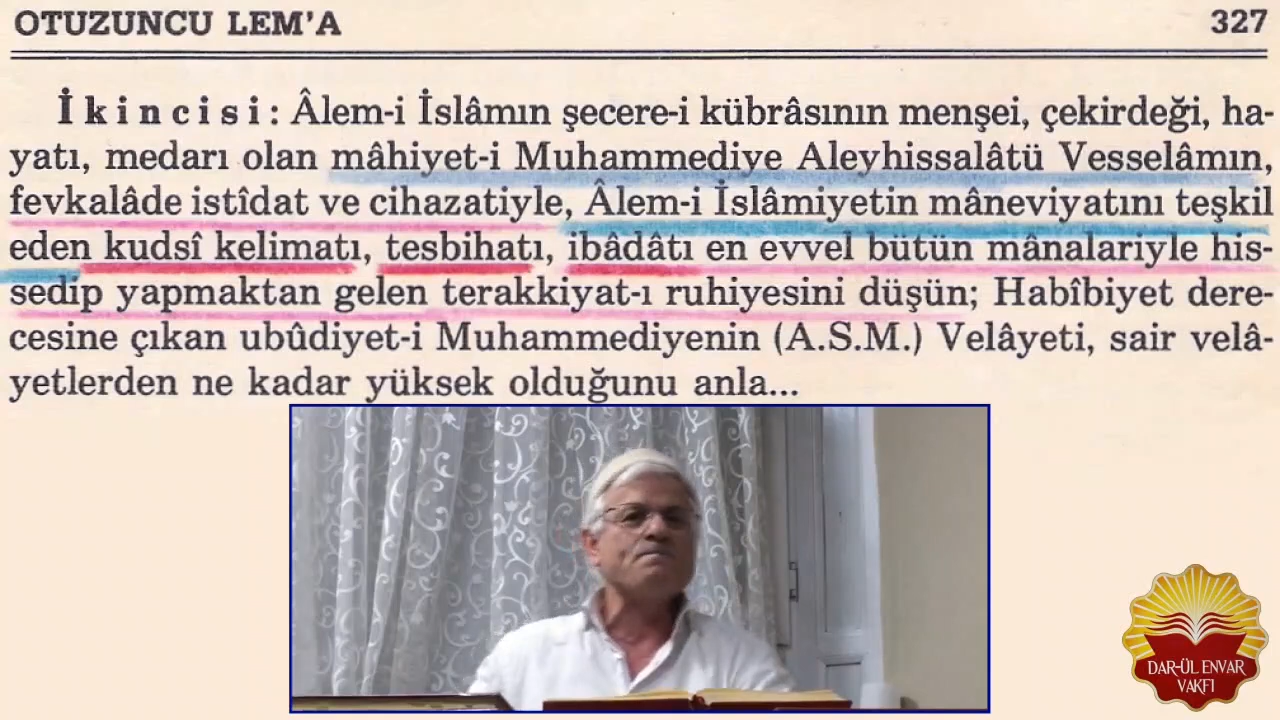 OTUZUNCU LEM'A 327
İkincisi: Âlem-i İslâmın şecere-i kübrâsının menşei, çekirdeği, ha-
yatı, medarı olan mâhiyet-i Muhammediye Aleyhissalâtü Vesselâmın,
fevkalâde istîdat ve cihazatiyle, Âlem-i İslâmiyetin mâneviyatını teşkil
eden kudsî kelimatı, tesbihatı, ibâdâtı en evvel bütün mânalariyle his-
sedip yapmaktan gelen terakkiyat-ı ruhiyesini düşün; Habîbiyet dere-
cesine çıkan ubûdiyet-i Muhammediyenin (A.S.M.) Velâyeti, sair velâ-
yetlerden ne kadar yüksek olduğunu anla...
DAR-ÜL ENVAR
VAKFI